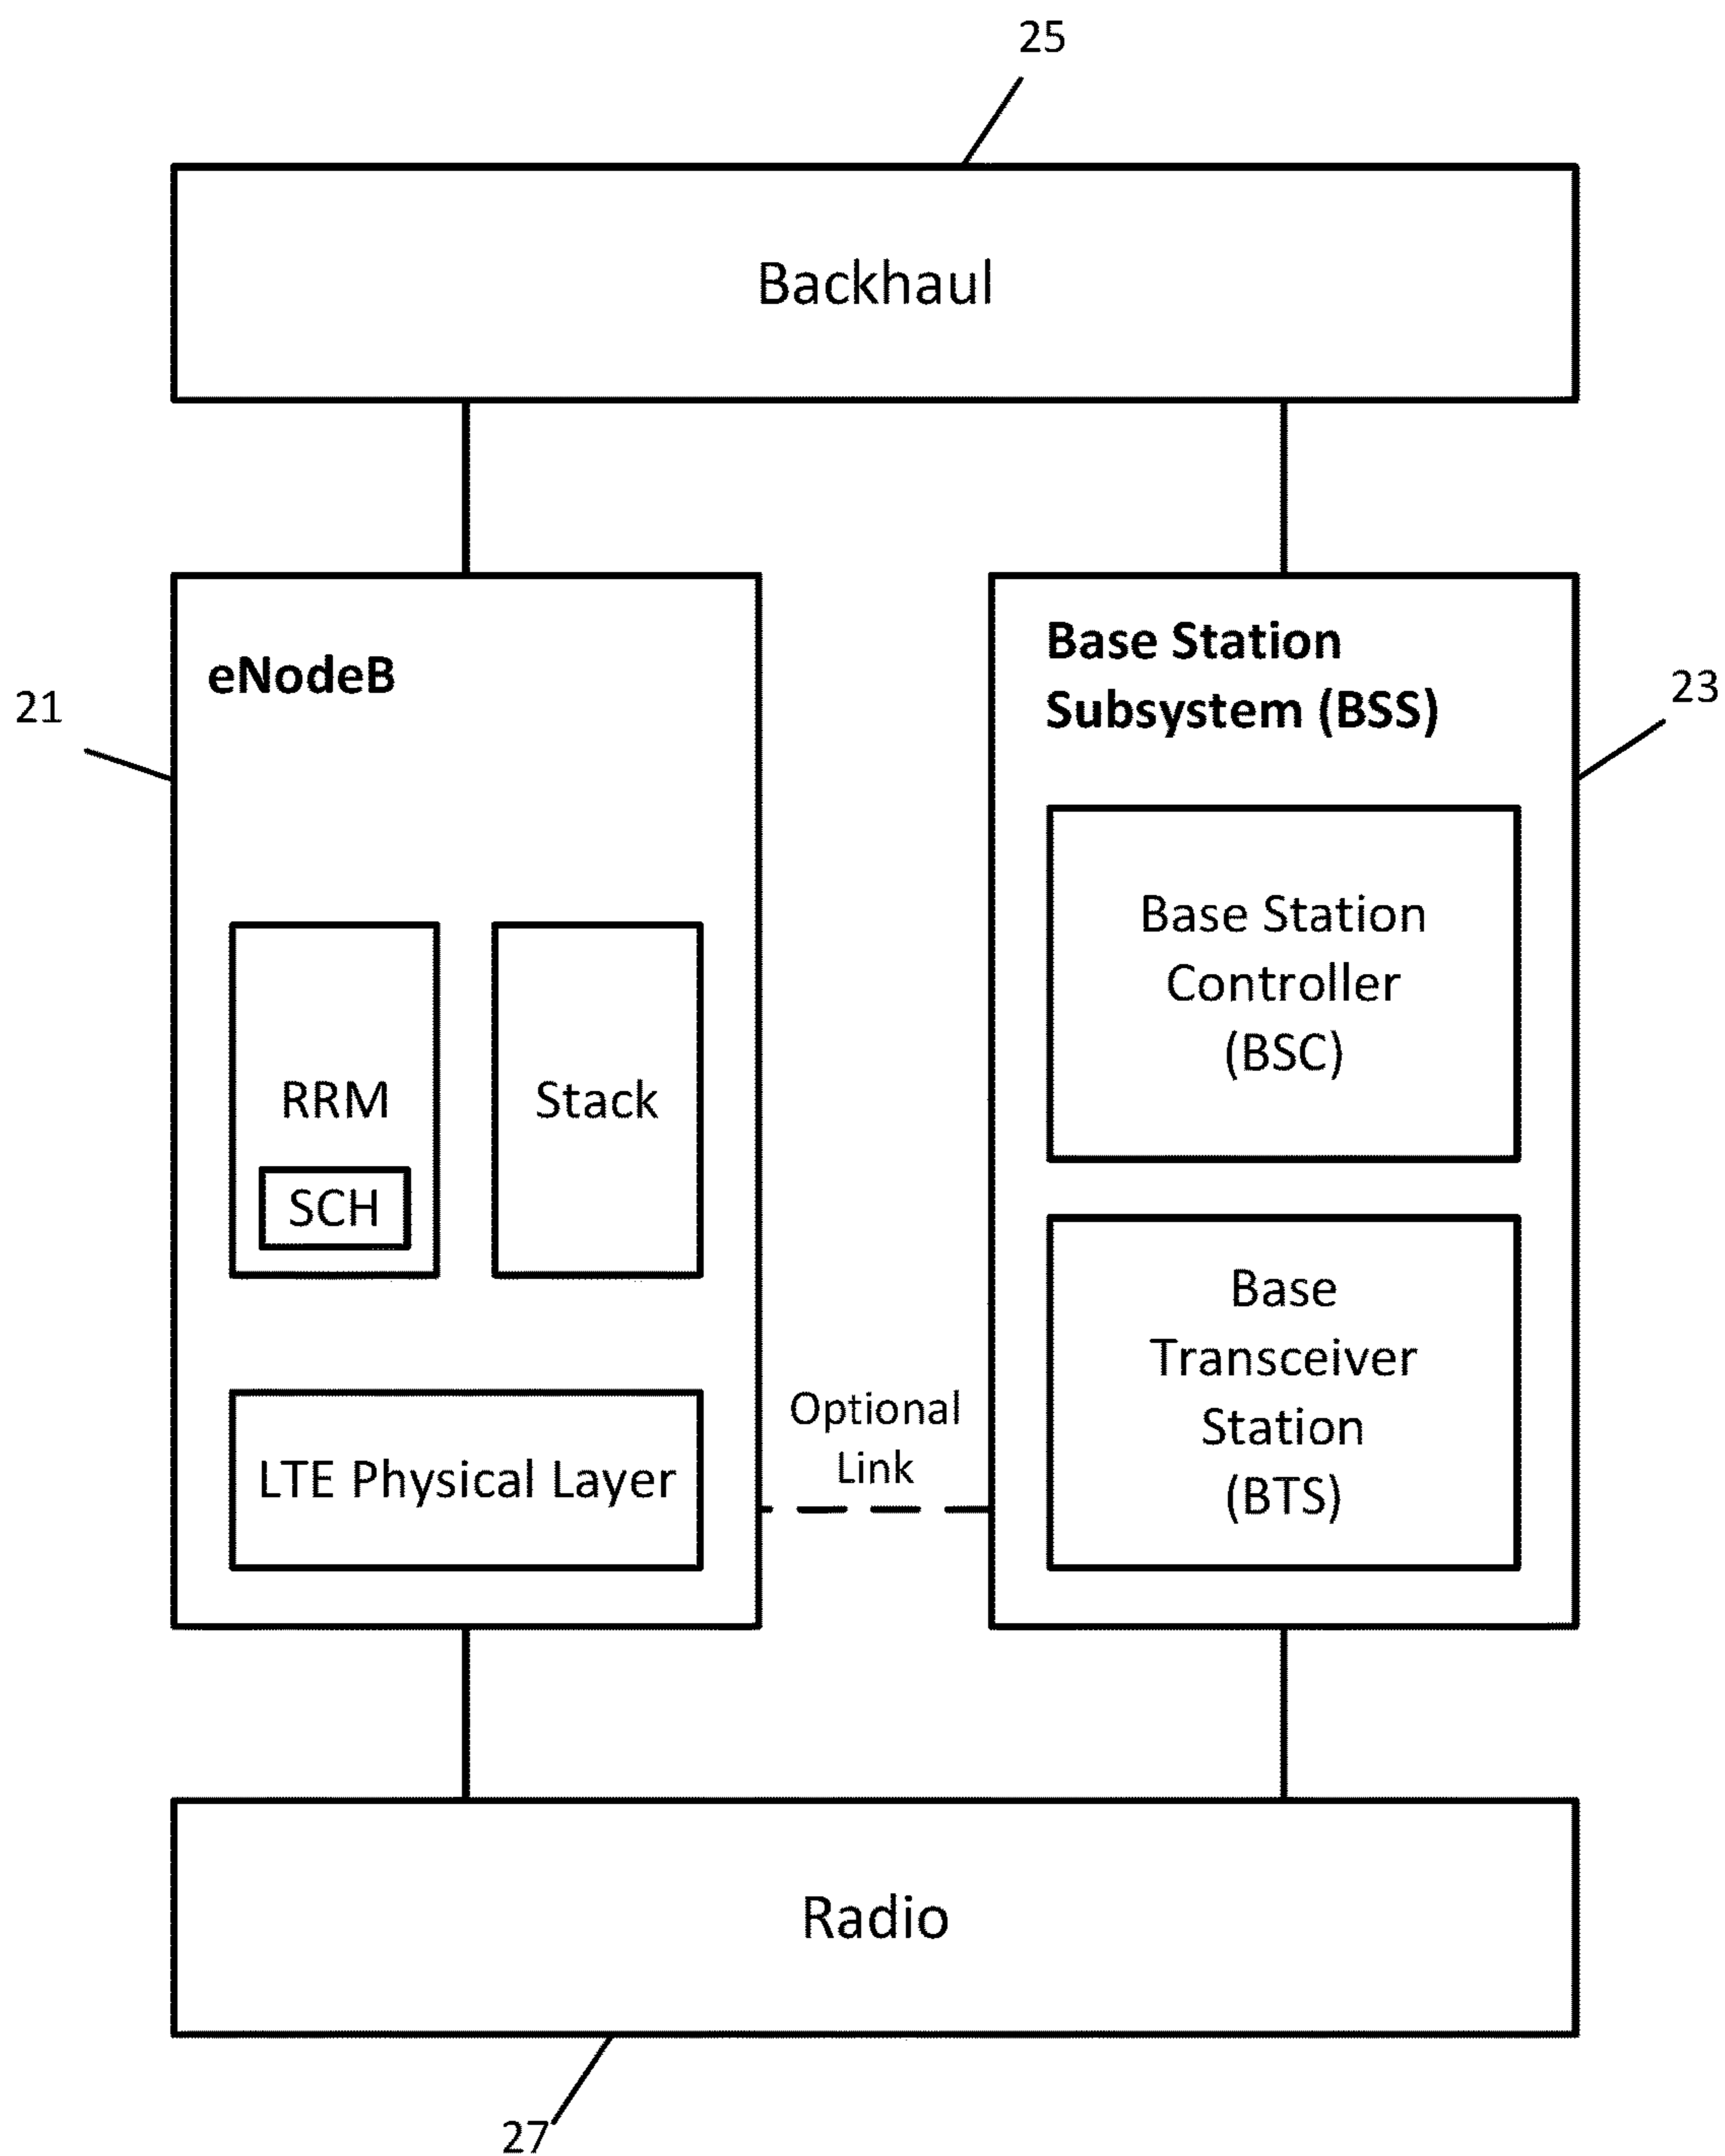 25
Backhaul
eNodeB
21
Base Station
Subsystem (BSS)
23
RRM
SCH
Stack
Base Station
Controller
(BSC)
LTE Physical Layer
Optional
Link
Base
Transceiver
Station
(BTS)
Radio
27